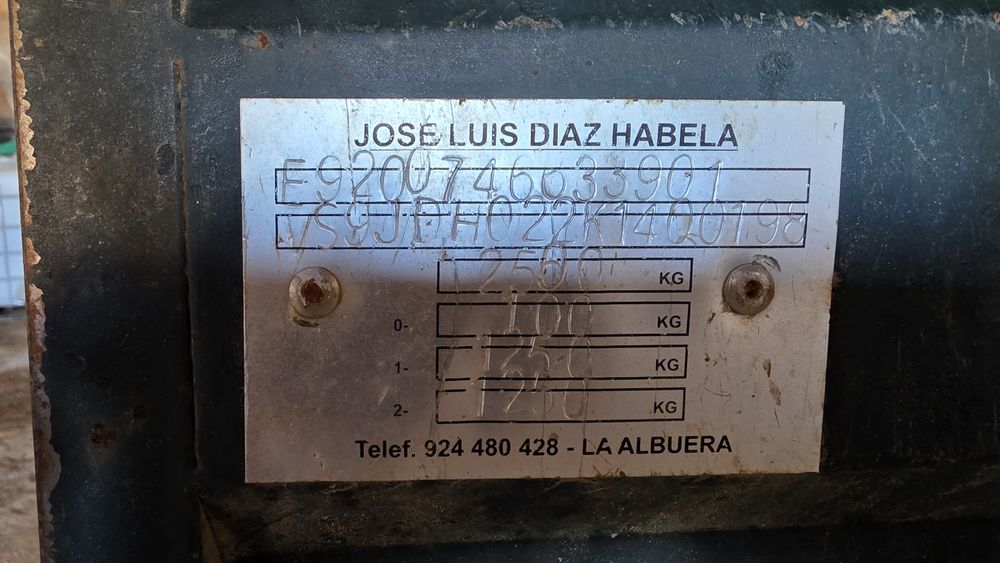 JOSE LUIS DIAZ HABELA
E9200746633901
VS9JDH022K1400198
2500 KG
0- 100 KG
1- 1250 KG
2- 1250 KG
Telef. 924 480 428 - LA ALBUERA